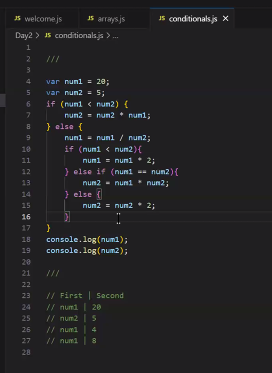 JS welcome.js
JS arrays.js
JS conditionals.js ×
Day2 > JS conditionals.js > ...
1
2 ///
3
4 var num1 = 20;
5 var num2 = 5;
6 if (num1 < num2) {
7 num2 = num2 * num1;
8 } else {
9 num1 = num1 / num2;
10 if (num1 < num2){
11 num1 = num1 * 2;
12 } else if (num1 == num2){
13 num2 = num1 * num2;
14 } else {
15 num2 = num2 * 2;
16 }
17 }
18 console.log(num1);
19 console.log(num2);
20
21 ///
22
23 // First | Second
24 // num1 | 20
25 // num2 | 5
26 // num1 | 4
27 // num1 | 8
28